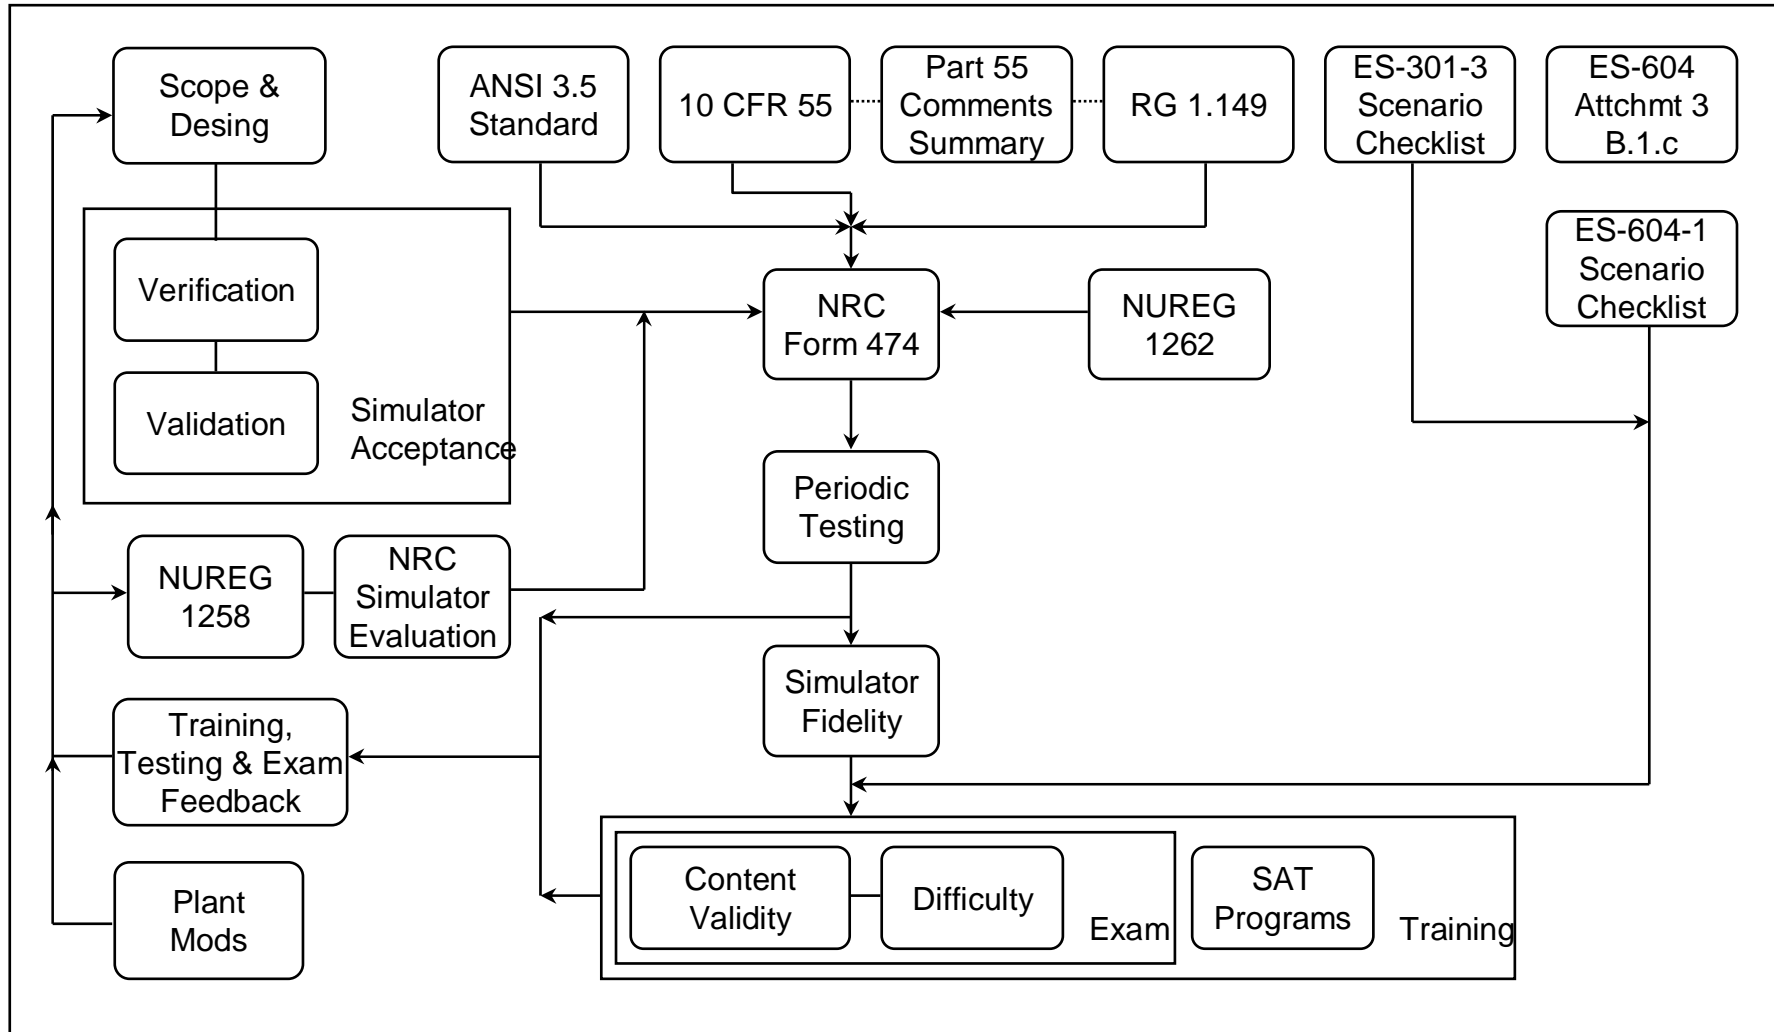 Scope &
Desing
ANSI 3.5
Standard
10 CFR 55
Part 55
Comments
Summary
RG 1.149
ES-301-3
Scenario
Checklist
ES-604
Attchmt 3
B.1.c
ES-604-1
Scenario
Checklist
Verification
NRC
Form 474
NUREG
1262
Validation
Simulator
Acceptance
Periodic
Testing
NUREG
1258
NRC
Simulator
Evaluation
Simulator
Fidelity
Training,
Testing & Exam
Feedback
Plant
Mods
Content
Validity
Difficulty
Exam
SAT
Programs
Training